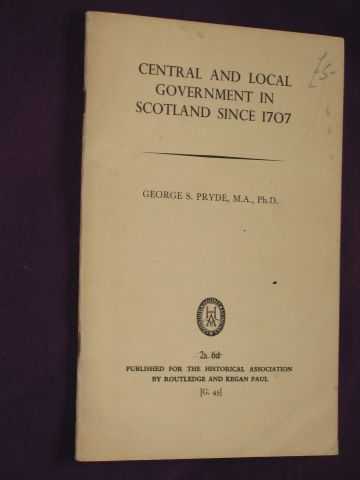 CENTRAL AND LOCAL
GOVERNMENT IN
SCOTLAND SINCE 1707
£5-
GEORGE S. PRYDE, M.A., Ph.D.
2s. 6d
PUBLISHED FOR THE HISTORICAL ASSOCIATION
BY ROUTLEDGE AND KEGAN PAUL
[G. 45]